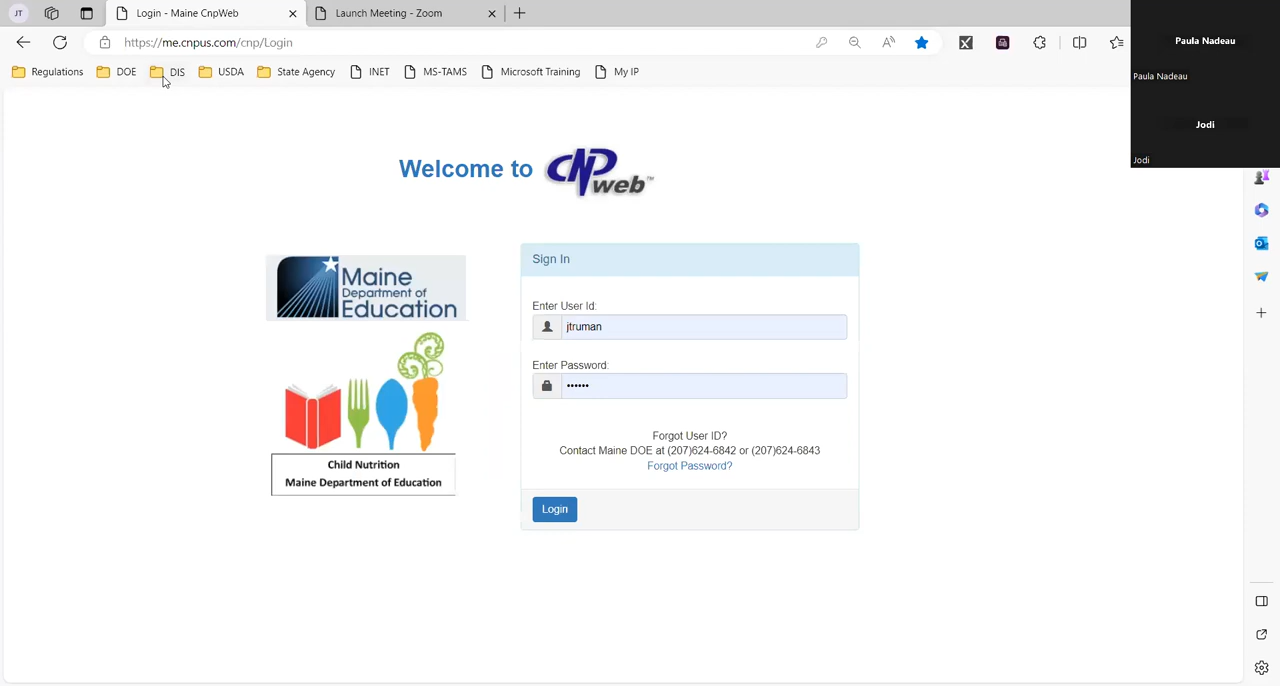 JT
Login - Maine CnpWeb
Launch Meeting - Zoom
https://me.cnpus.com/cnp/Login
Regulations
DOE
DIS
USDA
State Agency
INET
MS-TAMS
Microsoft Training
My IP
Paula Nadeau
Paula Nadeau
Jodi
Jodi
Welcome to CNP web™
Maine
Department of
Education
Child Nutrition
Maine Department of Education
Sign In
Enter User Id:
jtruman
Enter Password:
••••••
Forgot User ID?
Contact Maine DOE at (207)624-6842 or (207)624-6843
Forgot Password?
Login